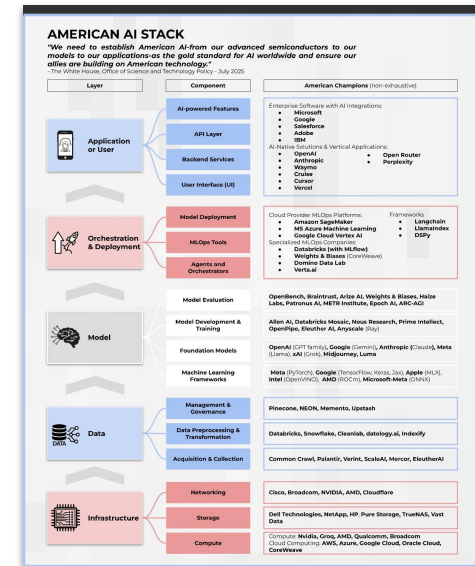 AMERICAN AI STACK
"We need to establish American AI-from our advanced semiconductors to our
models to our applications-as the gold standard for AI worldwide and ensure our
allies are building on American technology."
- The White House, Office of Science and Technology Policy - July 2025
Layer
Component
American Champions (non-exhaustive)
Application
or User
AI-powered Features
API Layer
Backend Services
User Interface (UI)
Enterprise Software with AI Integrations:
● Microsoft
● Google
● Salesforce
● Adobe
● IBM
AI-Native Solutions & Vertical Applications:
● OpenAI
● Anthropic
● Waymo
● Cruise
● Cursor
● Vercel
● Open Router
● Perplexity
Orchestration
& Deployment
Model Deployment
MLOps Tools
Agents and
Orchestrators
Cloud Provider MLOps Platforms:
● Amazon SageMaker
● MS Azure Machine Learning
● Google Cloud Vertex AI
Specialized MLOps Companies:
● Databricks (with MLflow)
● Weights & Biases (CoreWeave)
● Domino Data Lab
● Verta.ai
Frameworks
● Langchain
● Llamaindex
● DSPy
Model
Model Evaluation
OpenBench, Braintrust, Arize AI, Weights & Biases, Haize
Labs, Patronus AI, METR Institute, Epoch AI, ARC-AGI
Model Development &
Training
Allen AI, Databricks Mosaic, Nous Research, Prime Intellect,
OpenPipe, Eleuther AI, Anyscale (Ray)
Foundation Models
OpenAI (GPT family), Google (Gemini), Anthropic (Claude), Meta
(Llama), xAI (Grok), Midjourney, Luma
Machine Learning
Frameworks
Meta (PyTorch), Google (TensorFlow, Keras, Jax), Apple (MLX),
Intel (OpenVINO), AMD (ROCm), Microsoft-Meta (ONNX)
DATA
Data
Management &
Governance
Pinecone, NEON, Memento, Upstash
Data Preprocessing &
Transformation
Databricks, Snowflake, Cleanlab, datology.ai, Indexify
Acquisition & Collection
Common Crawl, Palantir, Verint, ScaleAI, Mercor, EleutherAI
Infrastructure
Networking
Cisco, Broadcom, NVIDIA, AMD, Cloudflare
Storage
Dell Technologies, NetApp, HP, Pure Storage, TrueNAS, Vast
Data
Compute
Compute: Nvidia, Groq, AMD, Qualcomm, Broadcom
Cloud Computing: AWS, Azure, Google Cloud, Oracle Cloud,
CoreWeave